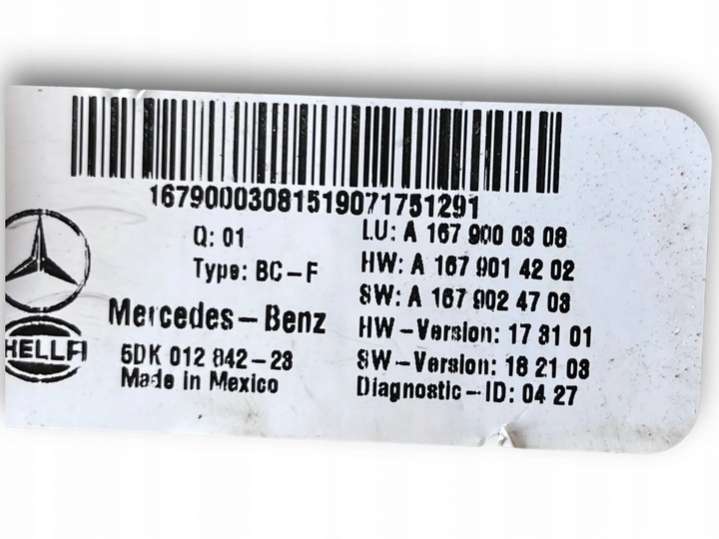 16790003081519071751291
Q: 01
Type: BC-F
Mercedes-Benz
HELLA
5DK 012 842-23
Made in Mexico
LU: A 167 900 03 08
HW: A 167 901 42 02
SW: A 167 902 47 03
HW-Version: 17 31 01
SW-Version: 18 21 03
Diagnostic-ID: 04 27